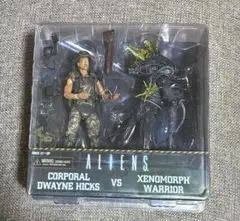 ALIENS
CORPORAL
DWAYNE HICKS
VS
XENOMORPH
WARRIOR